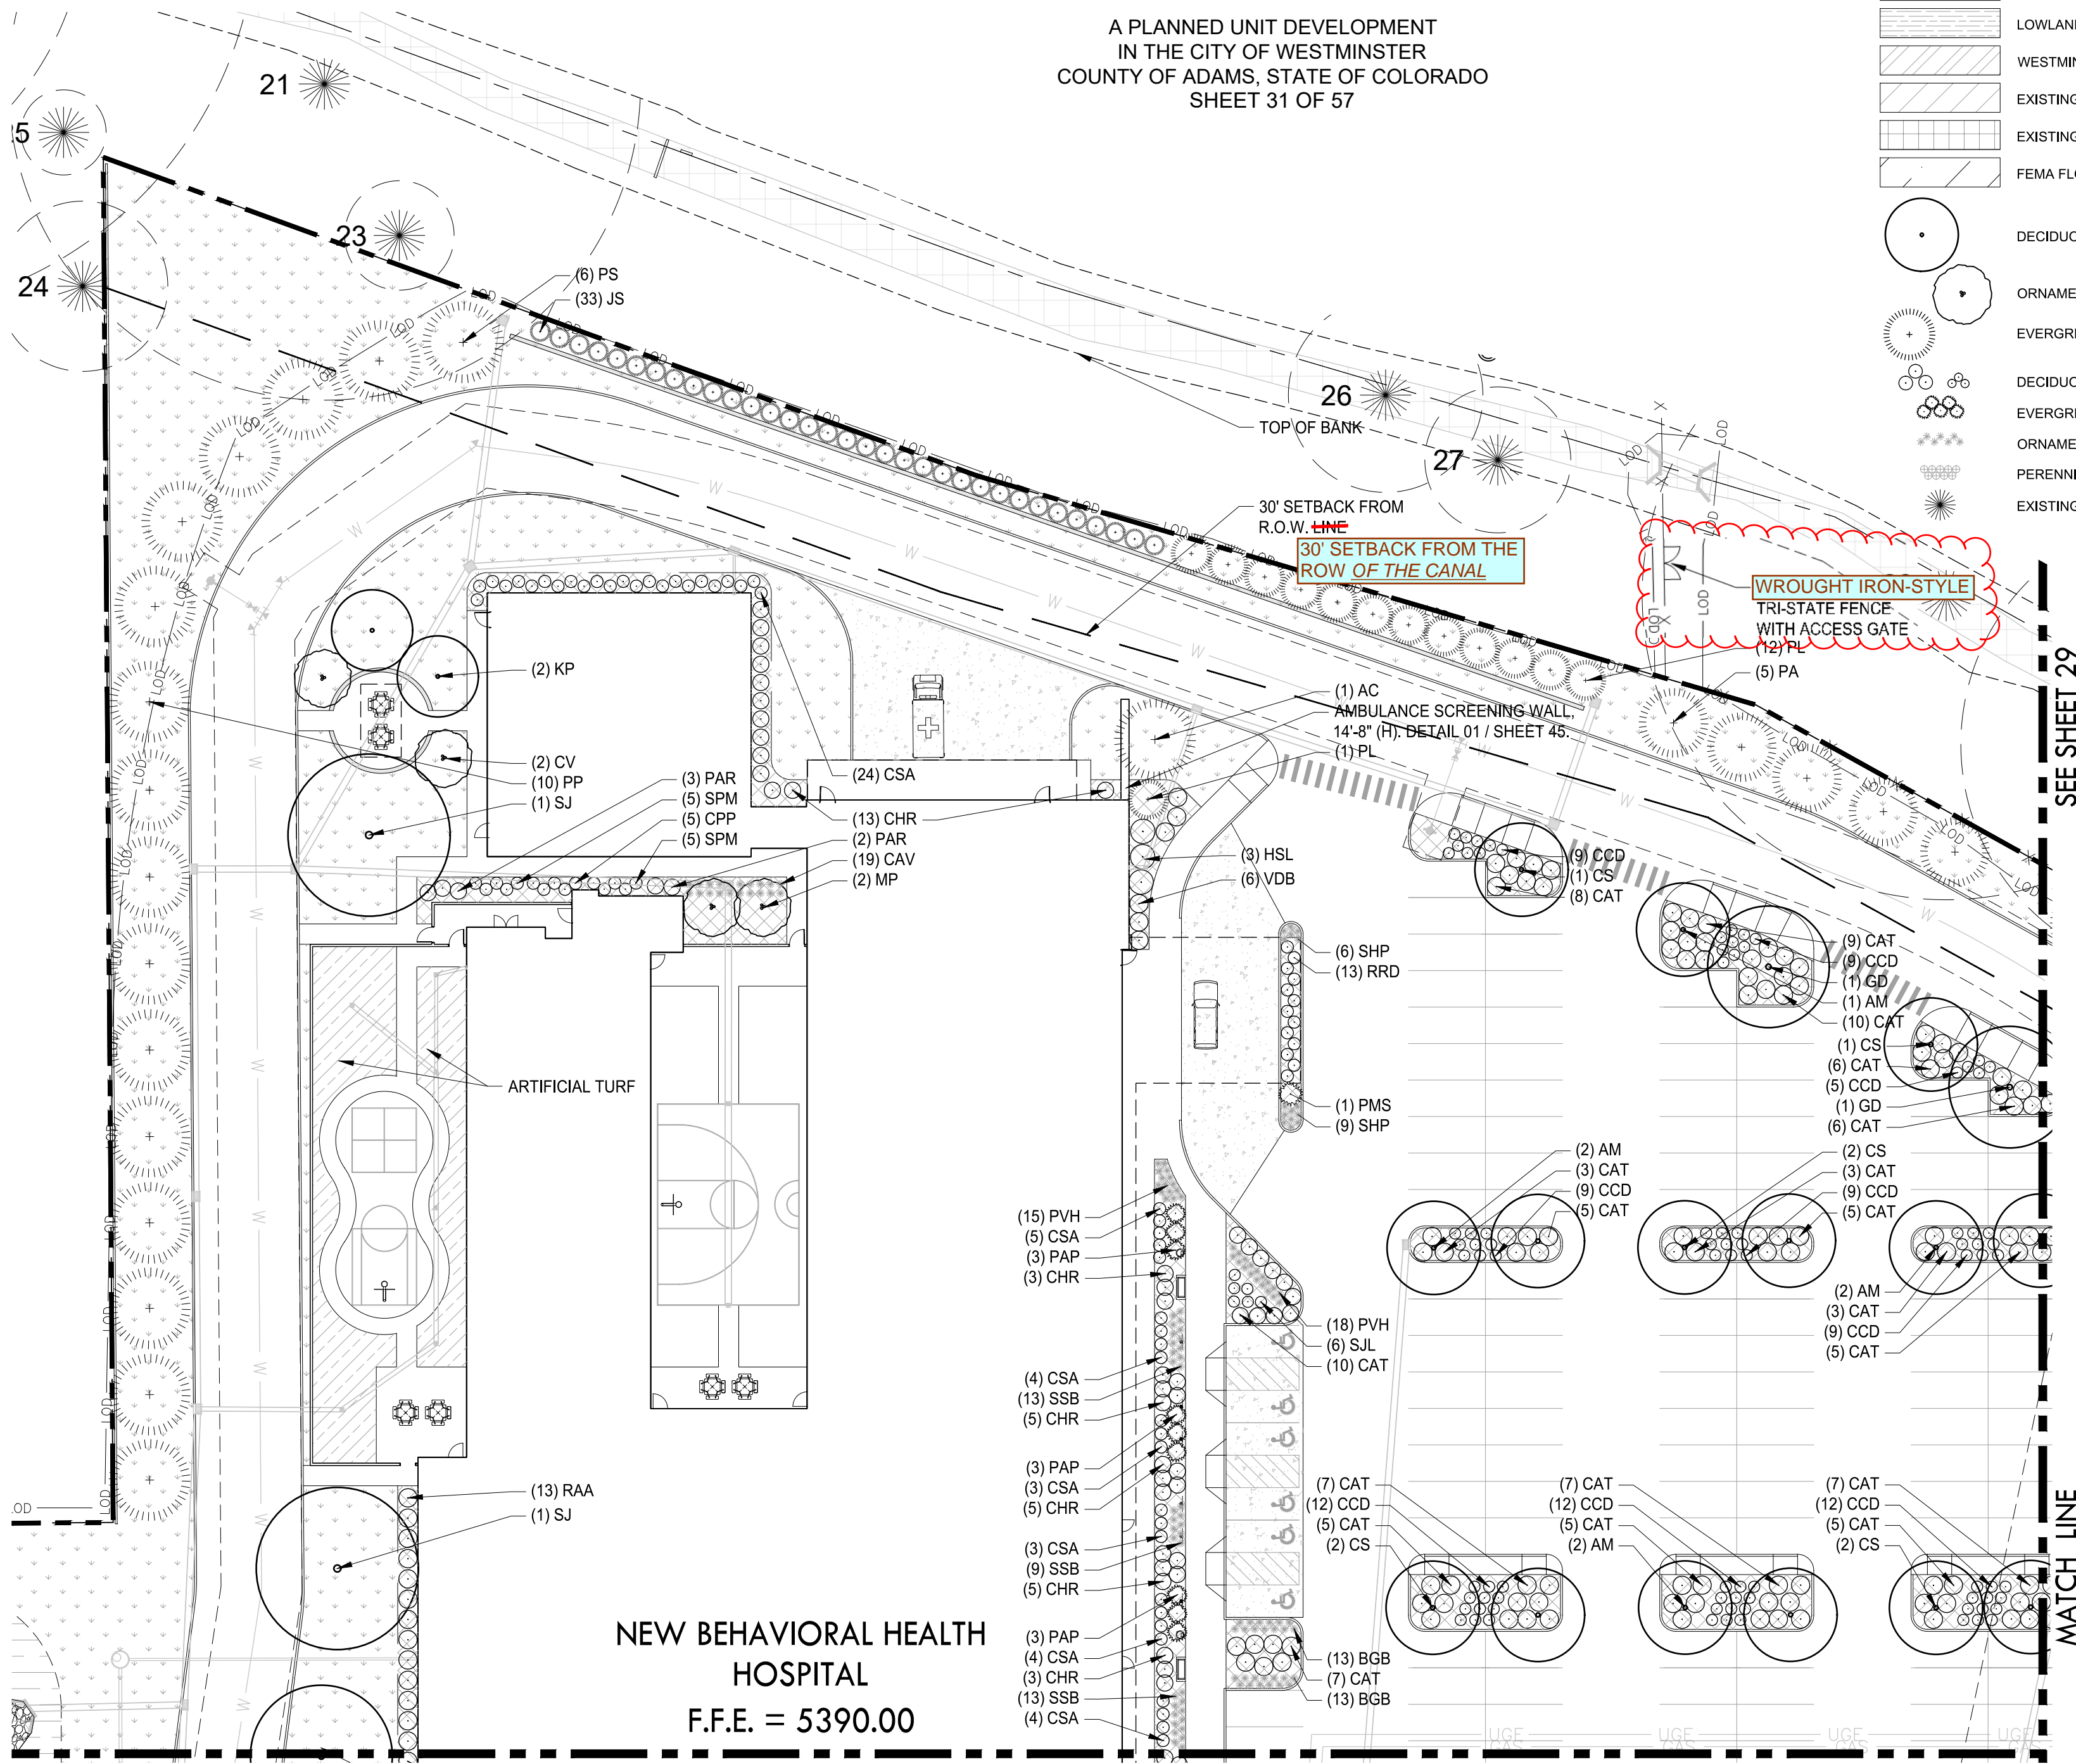 A PLANNED UNIT DEVELOPMENT
IN THE CITY OF WESTMINSTER
COUNTY OF ADAMS, STATE OF COLORADO
SHEET 31 OF 57
DECIDUC
ORNAME
EVERGRE
DECIDUC
EVERGRE
ORNAME
PERENNI
EXISTING
LOWLAN
WESTMIN
EXISTING
EXISTING
FEMA FLO
21
23
24
26
27
(6) PS
(33) JS
TOP OF BANK
30' SETBACK FROM
R.O.W. LINE
30' SETBACK FROM THE
ROW OF THE CANAL
WROUGHT IRON-STYLE
TRI-STATE FENCE
WITH ACCESS GATE
(12) PL
(5) PA
(1) AC
AMBULANCE SCREENING WALL,
14'-8" (H). DETAIL 01 / SHEET 45.
(1) PL
(2) KP
(2) CV
(10) PP
(1) SJ
(3) PAR
(5) SPM
(5) CPP
(5) SPM
(24) CSA
(13) CHR
(2) PAR
(19) CAV
(2) MP
(3) HSL
(6) VDB
(6) SHP
(13) RRD
(1) PMS
(9) SHP
(9) CCD
(1) CS
(8) CAT
(9) CAT
(9) CCD
(1) GD
(1) AM
(10) CAT
(1) CS
(6) CAT
(5) CCD
(1) GD
(6) CAT
(2) AM
(3) CAT
(9) CCD
(5) CAT
(2) CS
(3) CAT
(9) CCD
(5) CAT
(2) AM
(3) CAT
(9) CCD
(5) CAT
ARTIFICIAL TURF
(15) PVH
(5) CSA
(3) PAP
(3) CHR
(18) PVH
(6) SJL
(10) CAT
(4) CSA
(13) SSB
(5) CHR
(3) PAP
(3) CSA
(5) CHR
(3) CSA
(9) SSB
(5) CHR
(3) PAP
(4) CSA
(3) CHR
(13) SSB
(4) CSA
(7) CAT
(12) CCD
(5) CAT
(2) CS
(7) CAT
(12) CCD
(5) CAT
(2) AM
(7) CAT
(12) CCD
(5) CAT
(2) CS
(13) BGB
(7) CAT
(13) BGB
(13) RAA
(1) SJ
NEW BEHAVIORAL HEALTH
HOSPITAL
F.F.E. = 5390.00
SEE SHEET 29
MATCH LINE
UGE
UGE
UGE
LOD
LOD
LOD
W
W
W